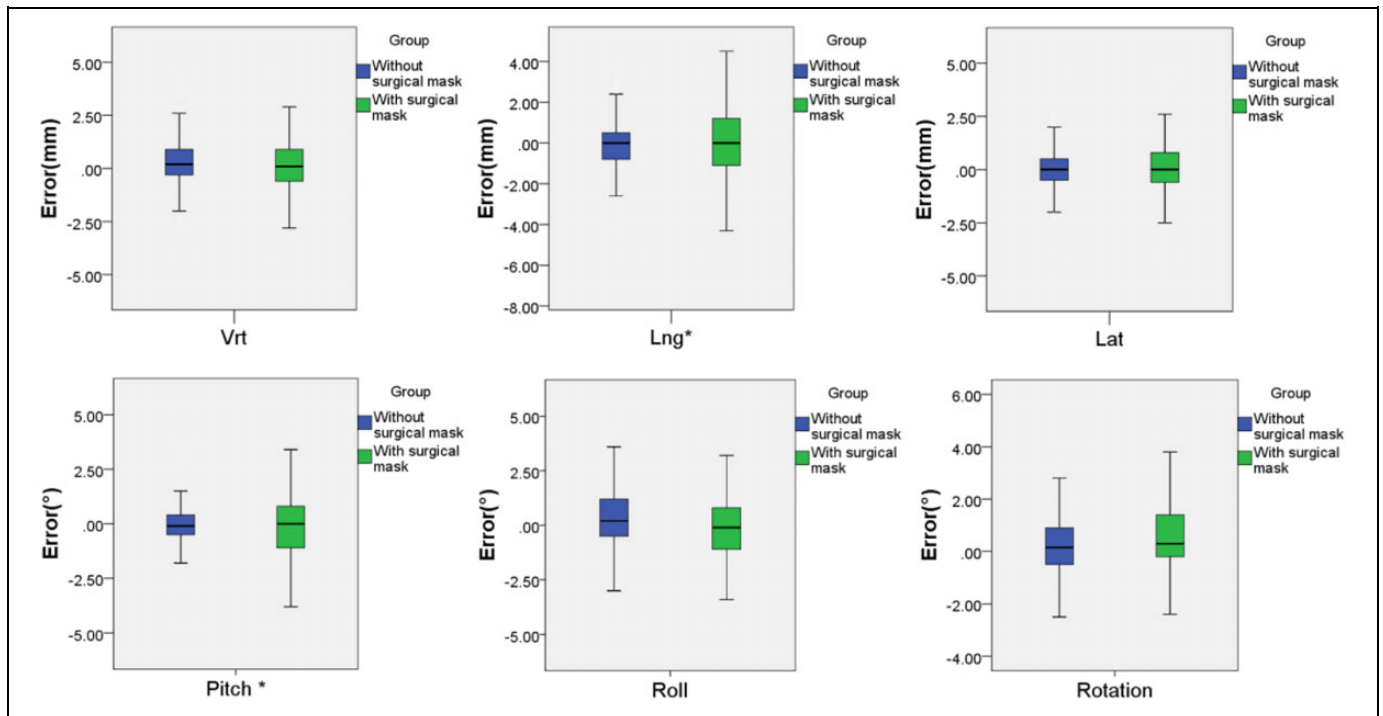 Group
Without
surgical mask
With surgical
mask
5.00
2.50
.00
-2.50
-5.00
Error(mm)
Vrt
Group
Without
surgical mask
With surgical
mask
4.00
2.00
.00
-2.00
-4.00
-6.00
-8.00
Error(mm)
Lng*
Group
Without
surgical mask
With surgical
mask
5.00
2.50
.00
-2.50
-5.00
Error(mm)
Lat
Group
Without
surgical mask
With surgical
mask
5.00
2.50
.00
-2.50
-5.00
Error(°)
Pitch *
Group
Without
surgical mask
With surgical
mask
5.00
2.50
.00
-2.50
-5.00
Error(°)
Roll
Group
Without
surgical mask
With surgical
mask
6.00
4.00
2.00
.00
-2.00
-4.00
Error(°)
Rotation